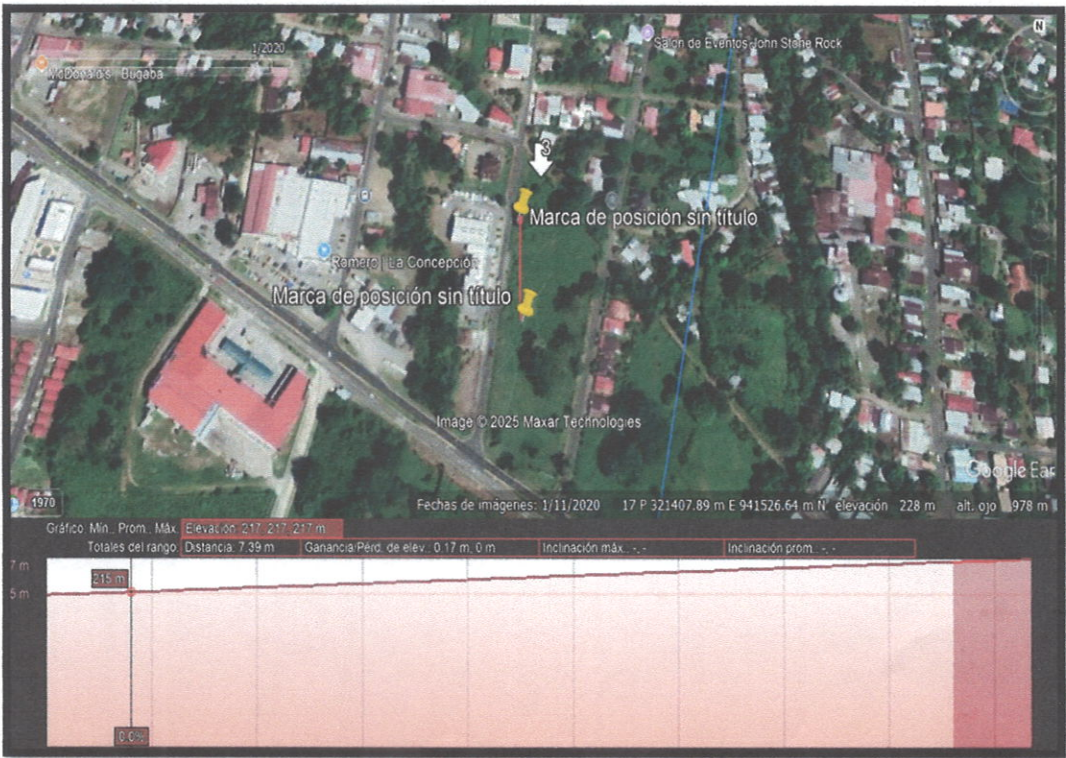 N
Salon de Eventos John Stane Rock
1/2020
McDonald's | Bugaba
3
Marca de posición sin título
Romero | La Concepción
Marca de posición sin título
Image © 2025 Maxar Technologies
Google Ear
1970
Fechas de imágenes: 1/11/2020 17 P 321407.89 m E 941526.64 m N elevación 228 m alt. ojo 978 m
Gráfico: Mín., Prom., Máx. Elevación: 217, 217, 217 m
Totales del rango: Distancia: 7.39 m Ganancia/Pérd. de elev.: 0.17 m, 0 m Inclinación máx.: -, - Inclinación prom.: -, -
7 m
215 m
5 m
0.0%